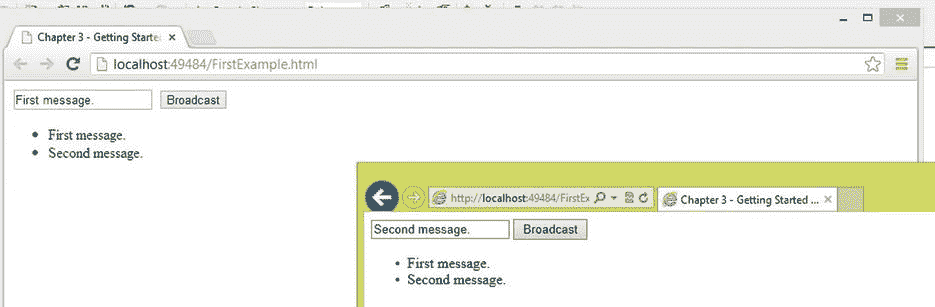 Chapter 3 - Getting Started
localhost:49484/FirstExample.html
First message. Broadcast
First message.
Second message.
http://localhost:49484/FirstEx
Chapter 3 - Getting Started ...
Second message. Broadcast
First message.
Second message.